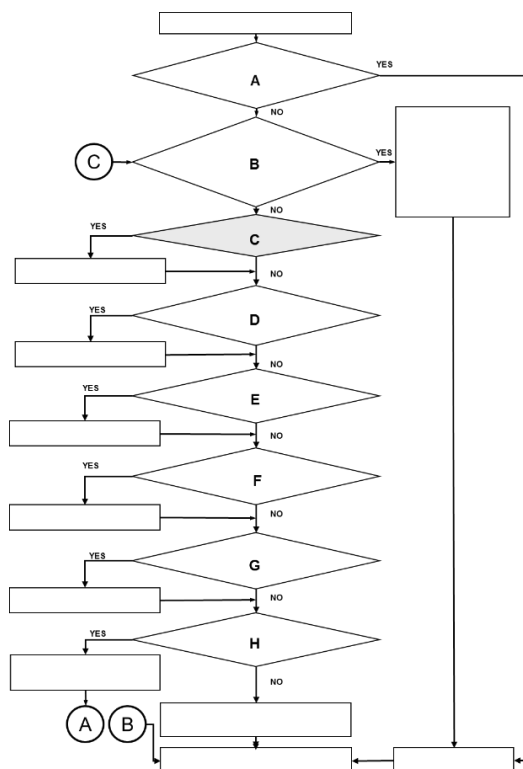 YES
A
NO
C
B
YES
NO
YES
C
NO
YES
D
NO
YES
E
NO
YES
F
NO
YES
G
NO
YES
H
NO
A
B